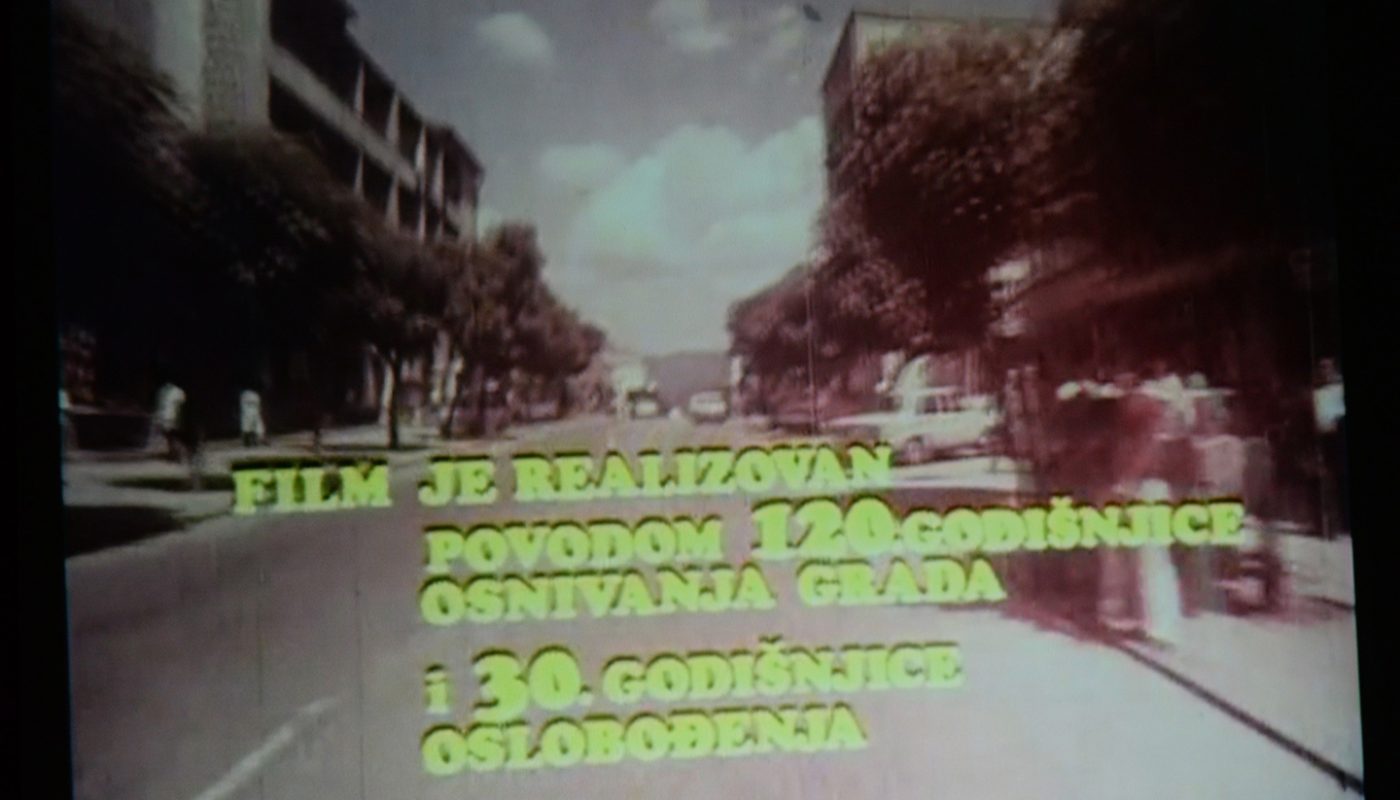 FILM JE REALIZOVAN
POVODOM 120.GODIŠNJICE
OSNIVANJA GRADA
i 30. GODIŠNJICE
OSLOBOĐENJA